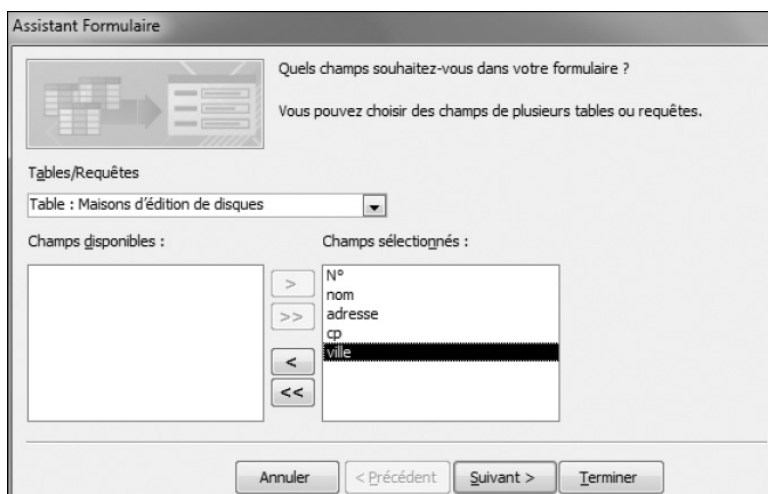 Assistant Formulaire
Quels champs souhaitez-vous dans votre formulaire ?
Vous pouvez choisir des champs de plusieurs tables ou requêtes.
Tables/Requêtes
Table : Maisons d'édition de disques
Champs disponibles :
Champs sélectionnés :
>
>>
<
<<
N°
nom
adresse
cp
ville
Annuler
< Précédent
Suivant >
Terminer